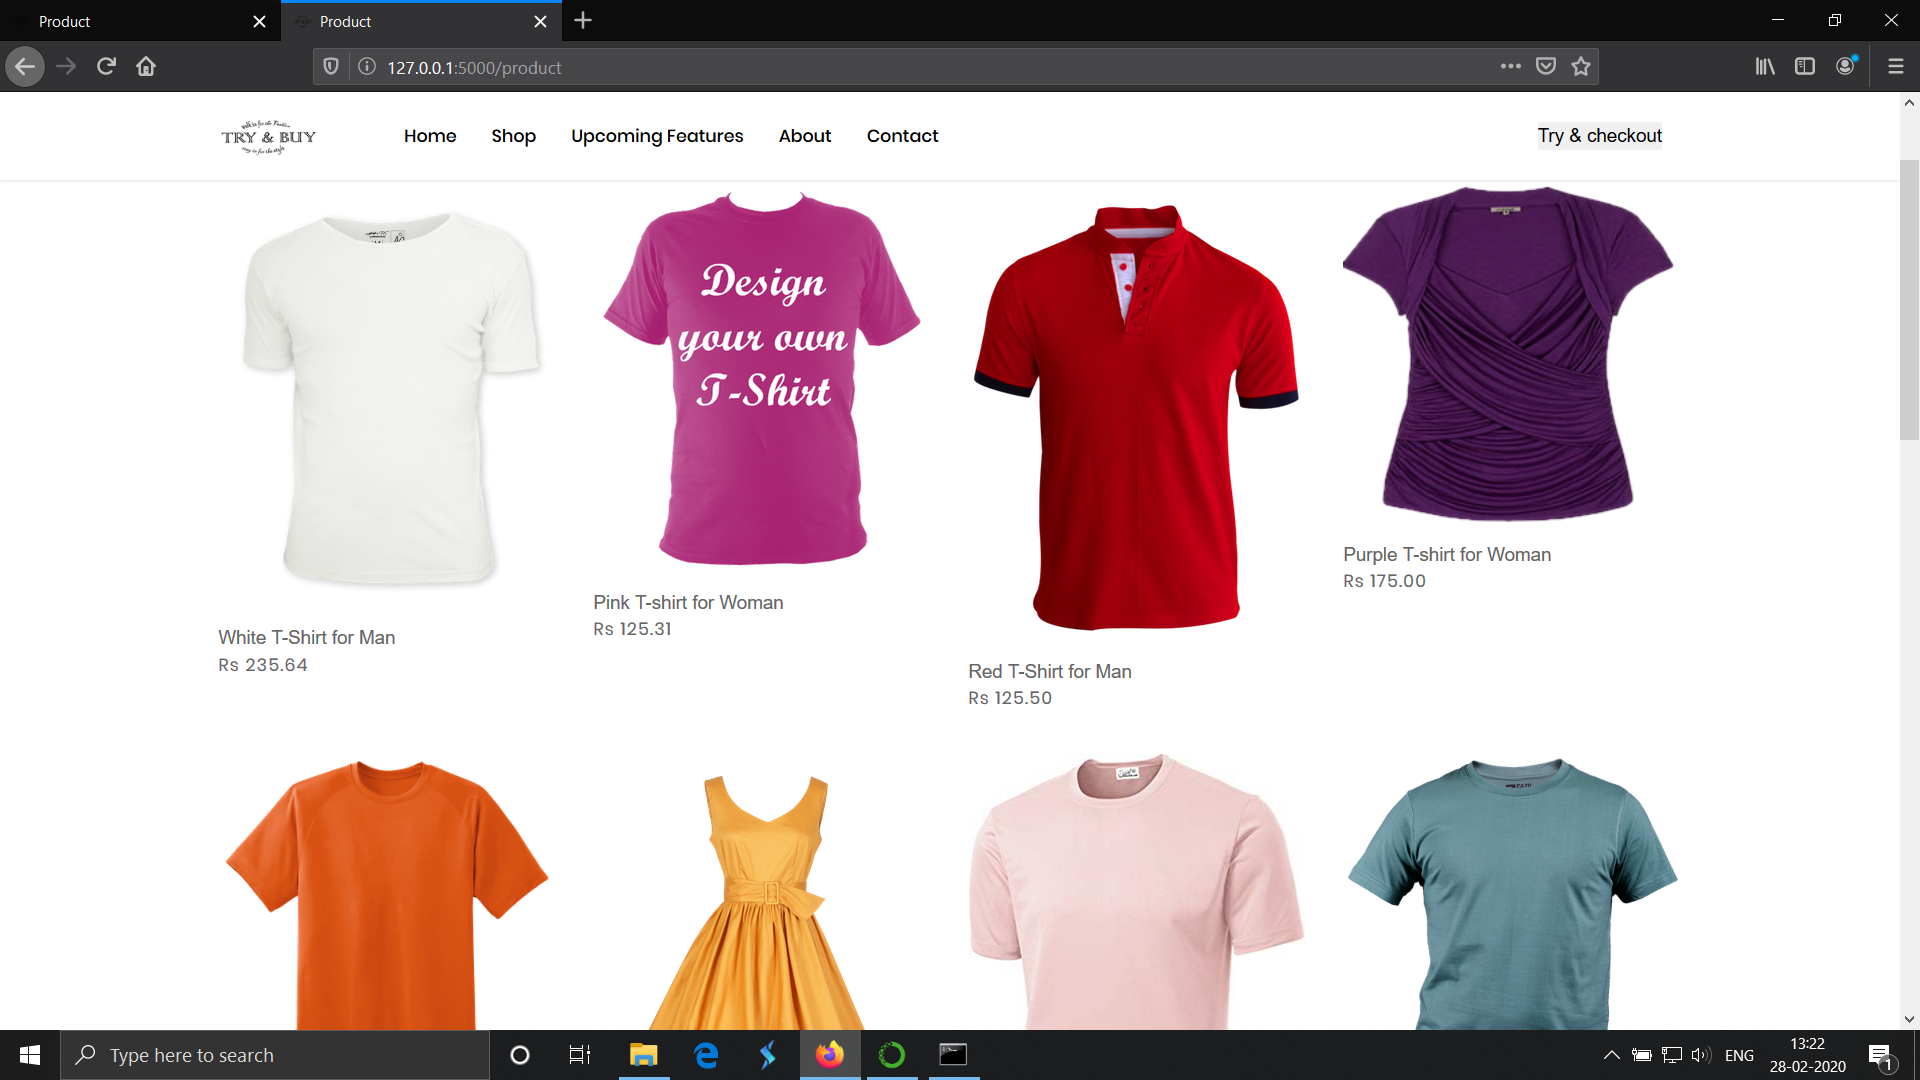 Product
Product
127.0.0.1:5000/product
TRY & BUY
Home
Shop
Upcoming Features
About
Contact
Try & checkout
Design
your own
T-Shirt
White T-Shirt for Man
Rs 235.64
Pink T-shirt for Woman
Rs 125.31
Red T-Shirt for Man
Rs 125.50
Purple T-shirt for Woman
Rs 175.00
Type here to search
ENG
13:22
28-02-2020
1